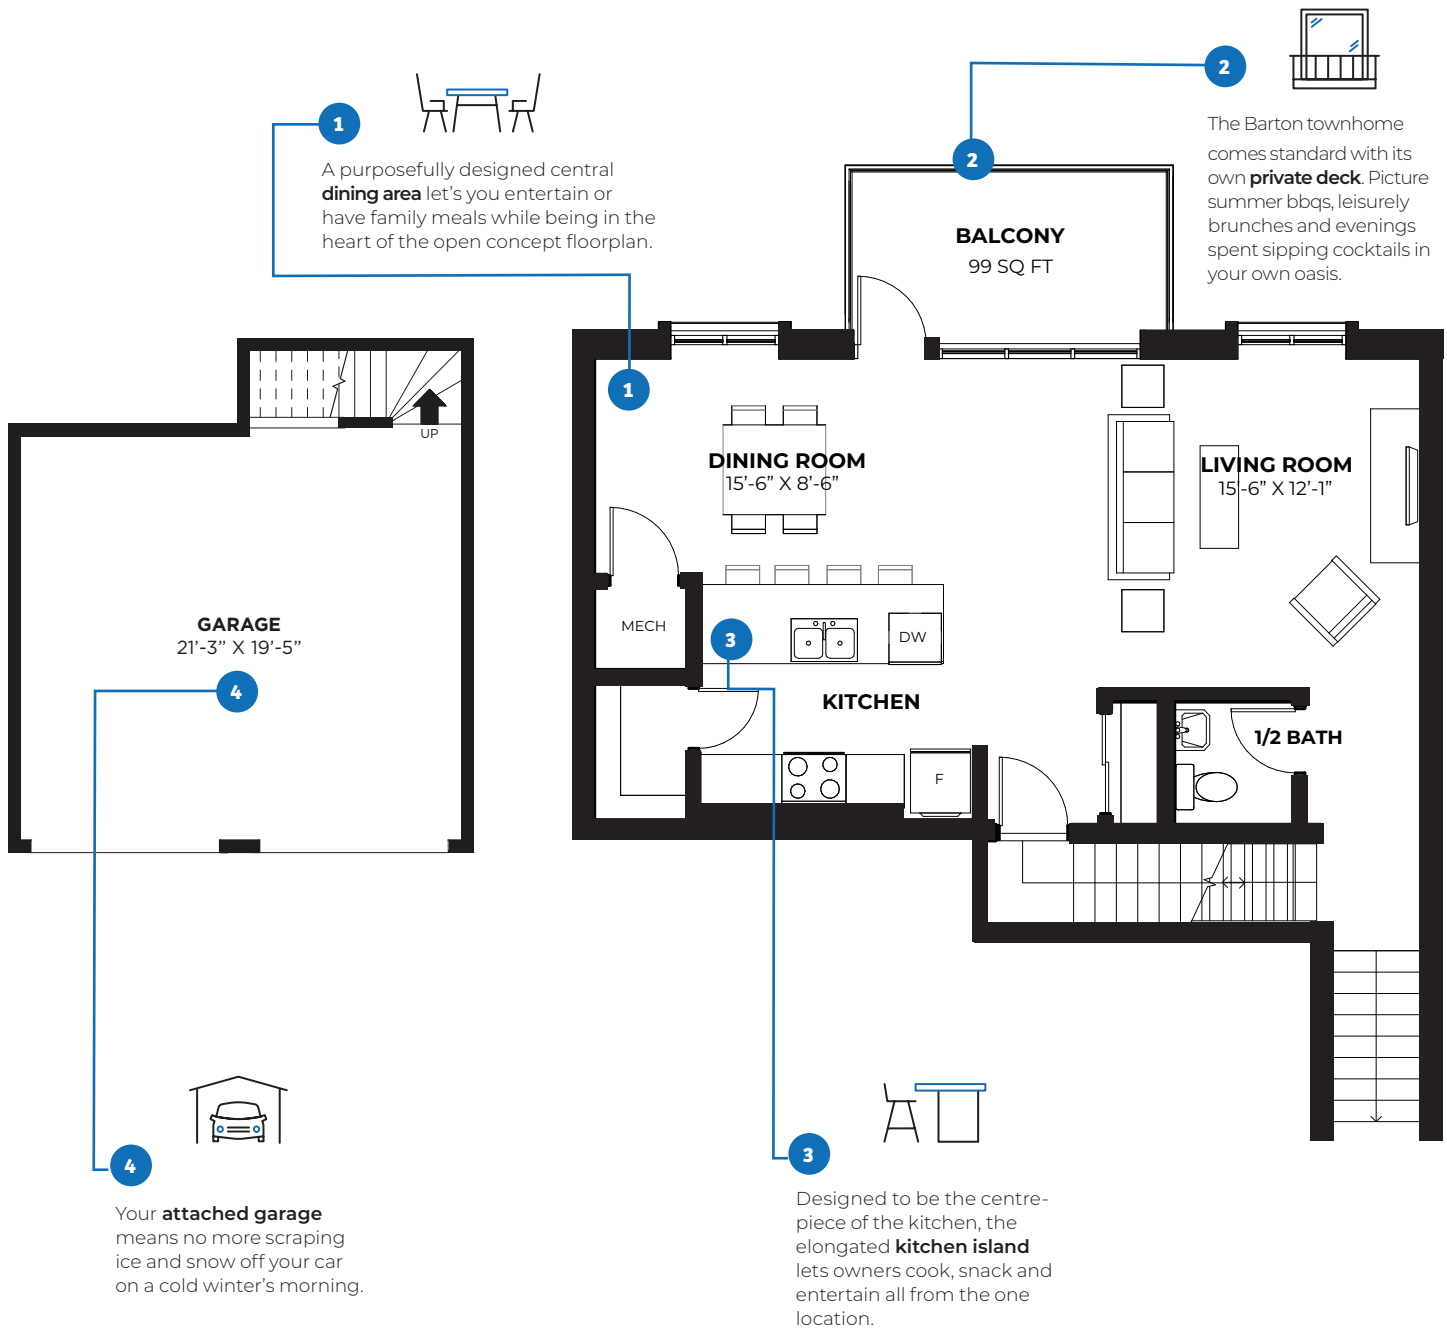 1
A purposefully designed central
dining area let's you entertain or
have family meals while being in the
heart of the open concept floorplan.
2
The Barton townhome
comes standard with its
own private deck. Picture
summer bbqs, leisurely
brunches and evenings
spent sipping cocktails in
your own oasis.
2
BALCONY
99 SQ FT
1
UP
DINING ROOM
15'-6” X 8'-6”
LIVING ROOM
15'-6” X 12'-1”
GARAGE
21'-3” X 19'-5”
4
MECH
3
DW
KITCHEN
1/2 BATH
F
4
Your attached garage
means no more scraping
ice and snow off your car
on a cold winter's morning.
3
Designed to be the centre-
piece of the kitchen, the
elongated kitchen island
lets owners cook, snack and
entertain all from the one
location.